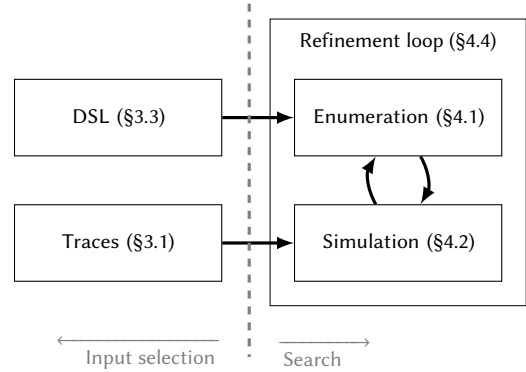 Refinement loop (§4.4)
DSL (§3.3)
Enumeration (§4.1)
Traces (§3.1)
Simulation (§4.2)
Input selection
Search